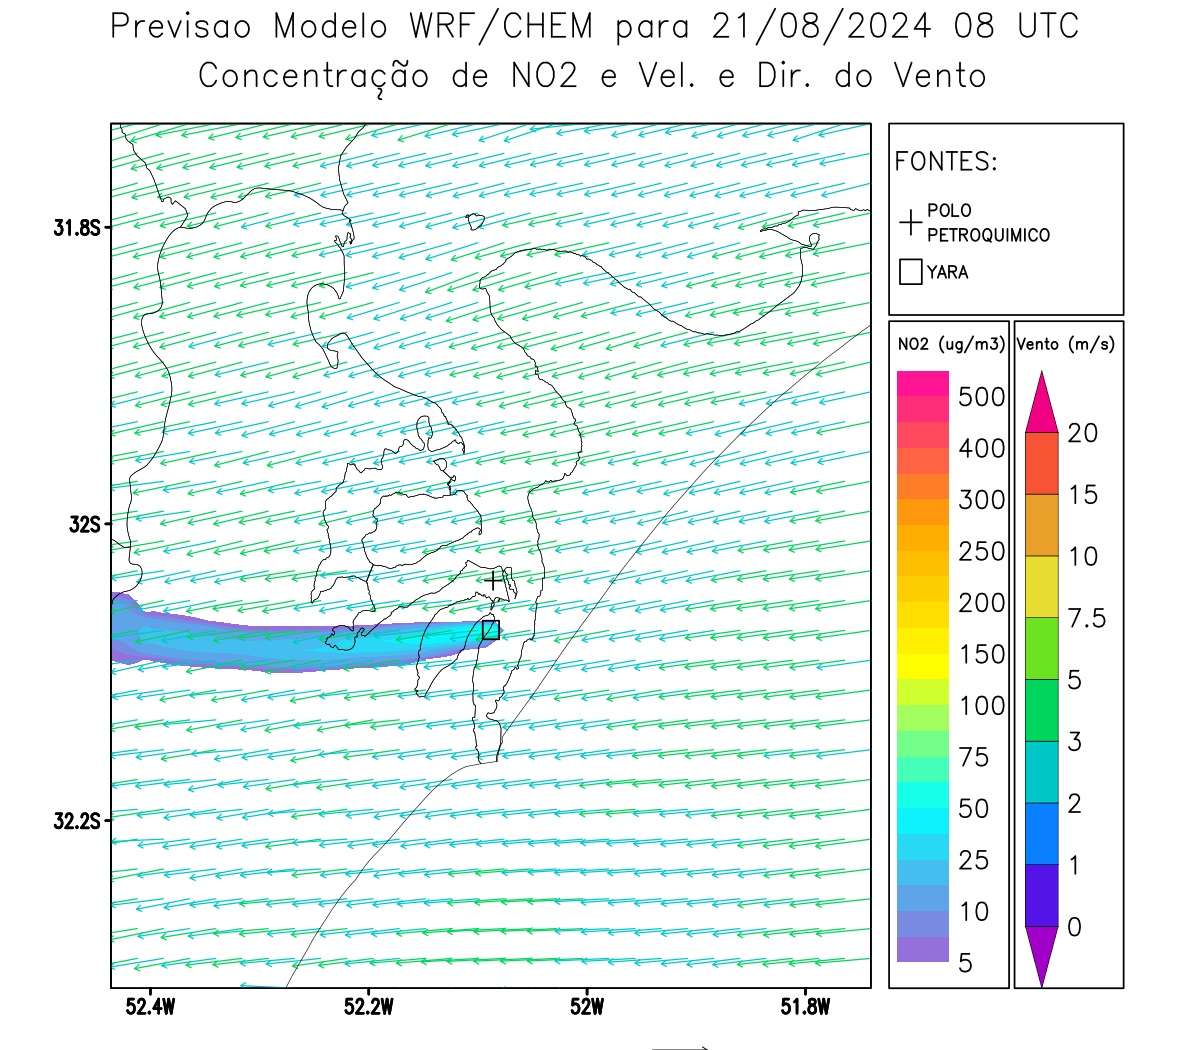 Previsao Modelo WRF/CHEM para 21/08/2024 08 UTC
Concentração de NO2 e Vel. e Dir. do Vento
FONTES:
POLO
PETROQUIMICO
YARA
NO2 (ug/m3)
500
400
300
250
200
150
100
75
50
25
10
5
Vento (m/s)
20
15
10
7.5
5
3
2
1
0
31.8S
32S
32.2S
52.4W
52.2W
52W
51.8W